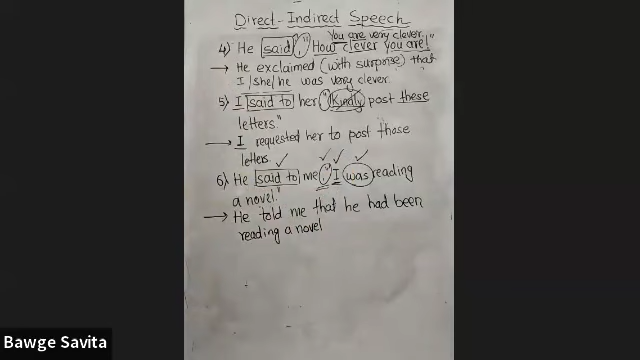 Direct-Indirect Speech
You are very clever.
4) He said, "How clever you are!"
→ He exclaimed (with surprise) that
I/she/he was very clever.
5) I said to her, "Kindly post these
letters."
→ I requested her to post those
letters
6) He said to me, "I was reading
a novel."
→ He told me that he had been
reading a novel
Bawge Savita